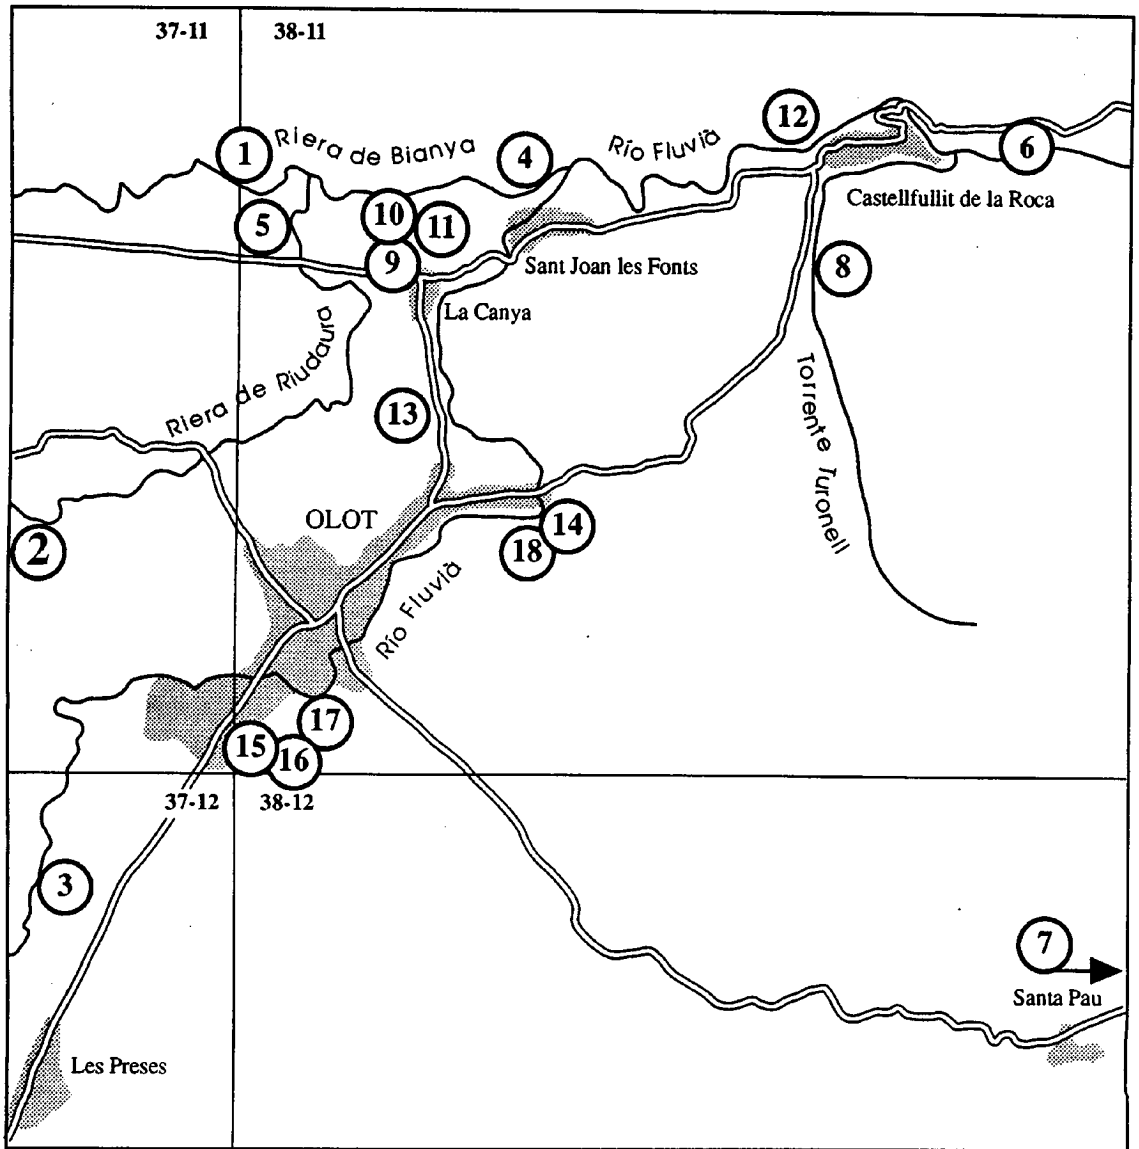 37-11 38-11
1
Riera de Bianya
4
Río Fluvià
12
6
5
10
11
9
Castellfullit de la Roca
Sant Joan les Fonts
8
La Canya
Riera de Riudaura
13
Torrente Turonell
OLOT
2
14
18
Río Fluvià
17
15
16
37-12 38-12
3
7
Santa Pau
Les Preses